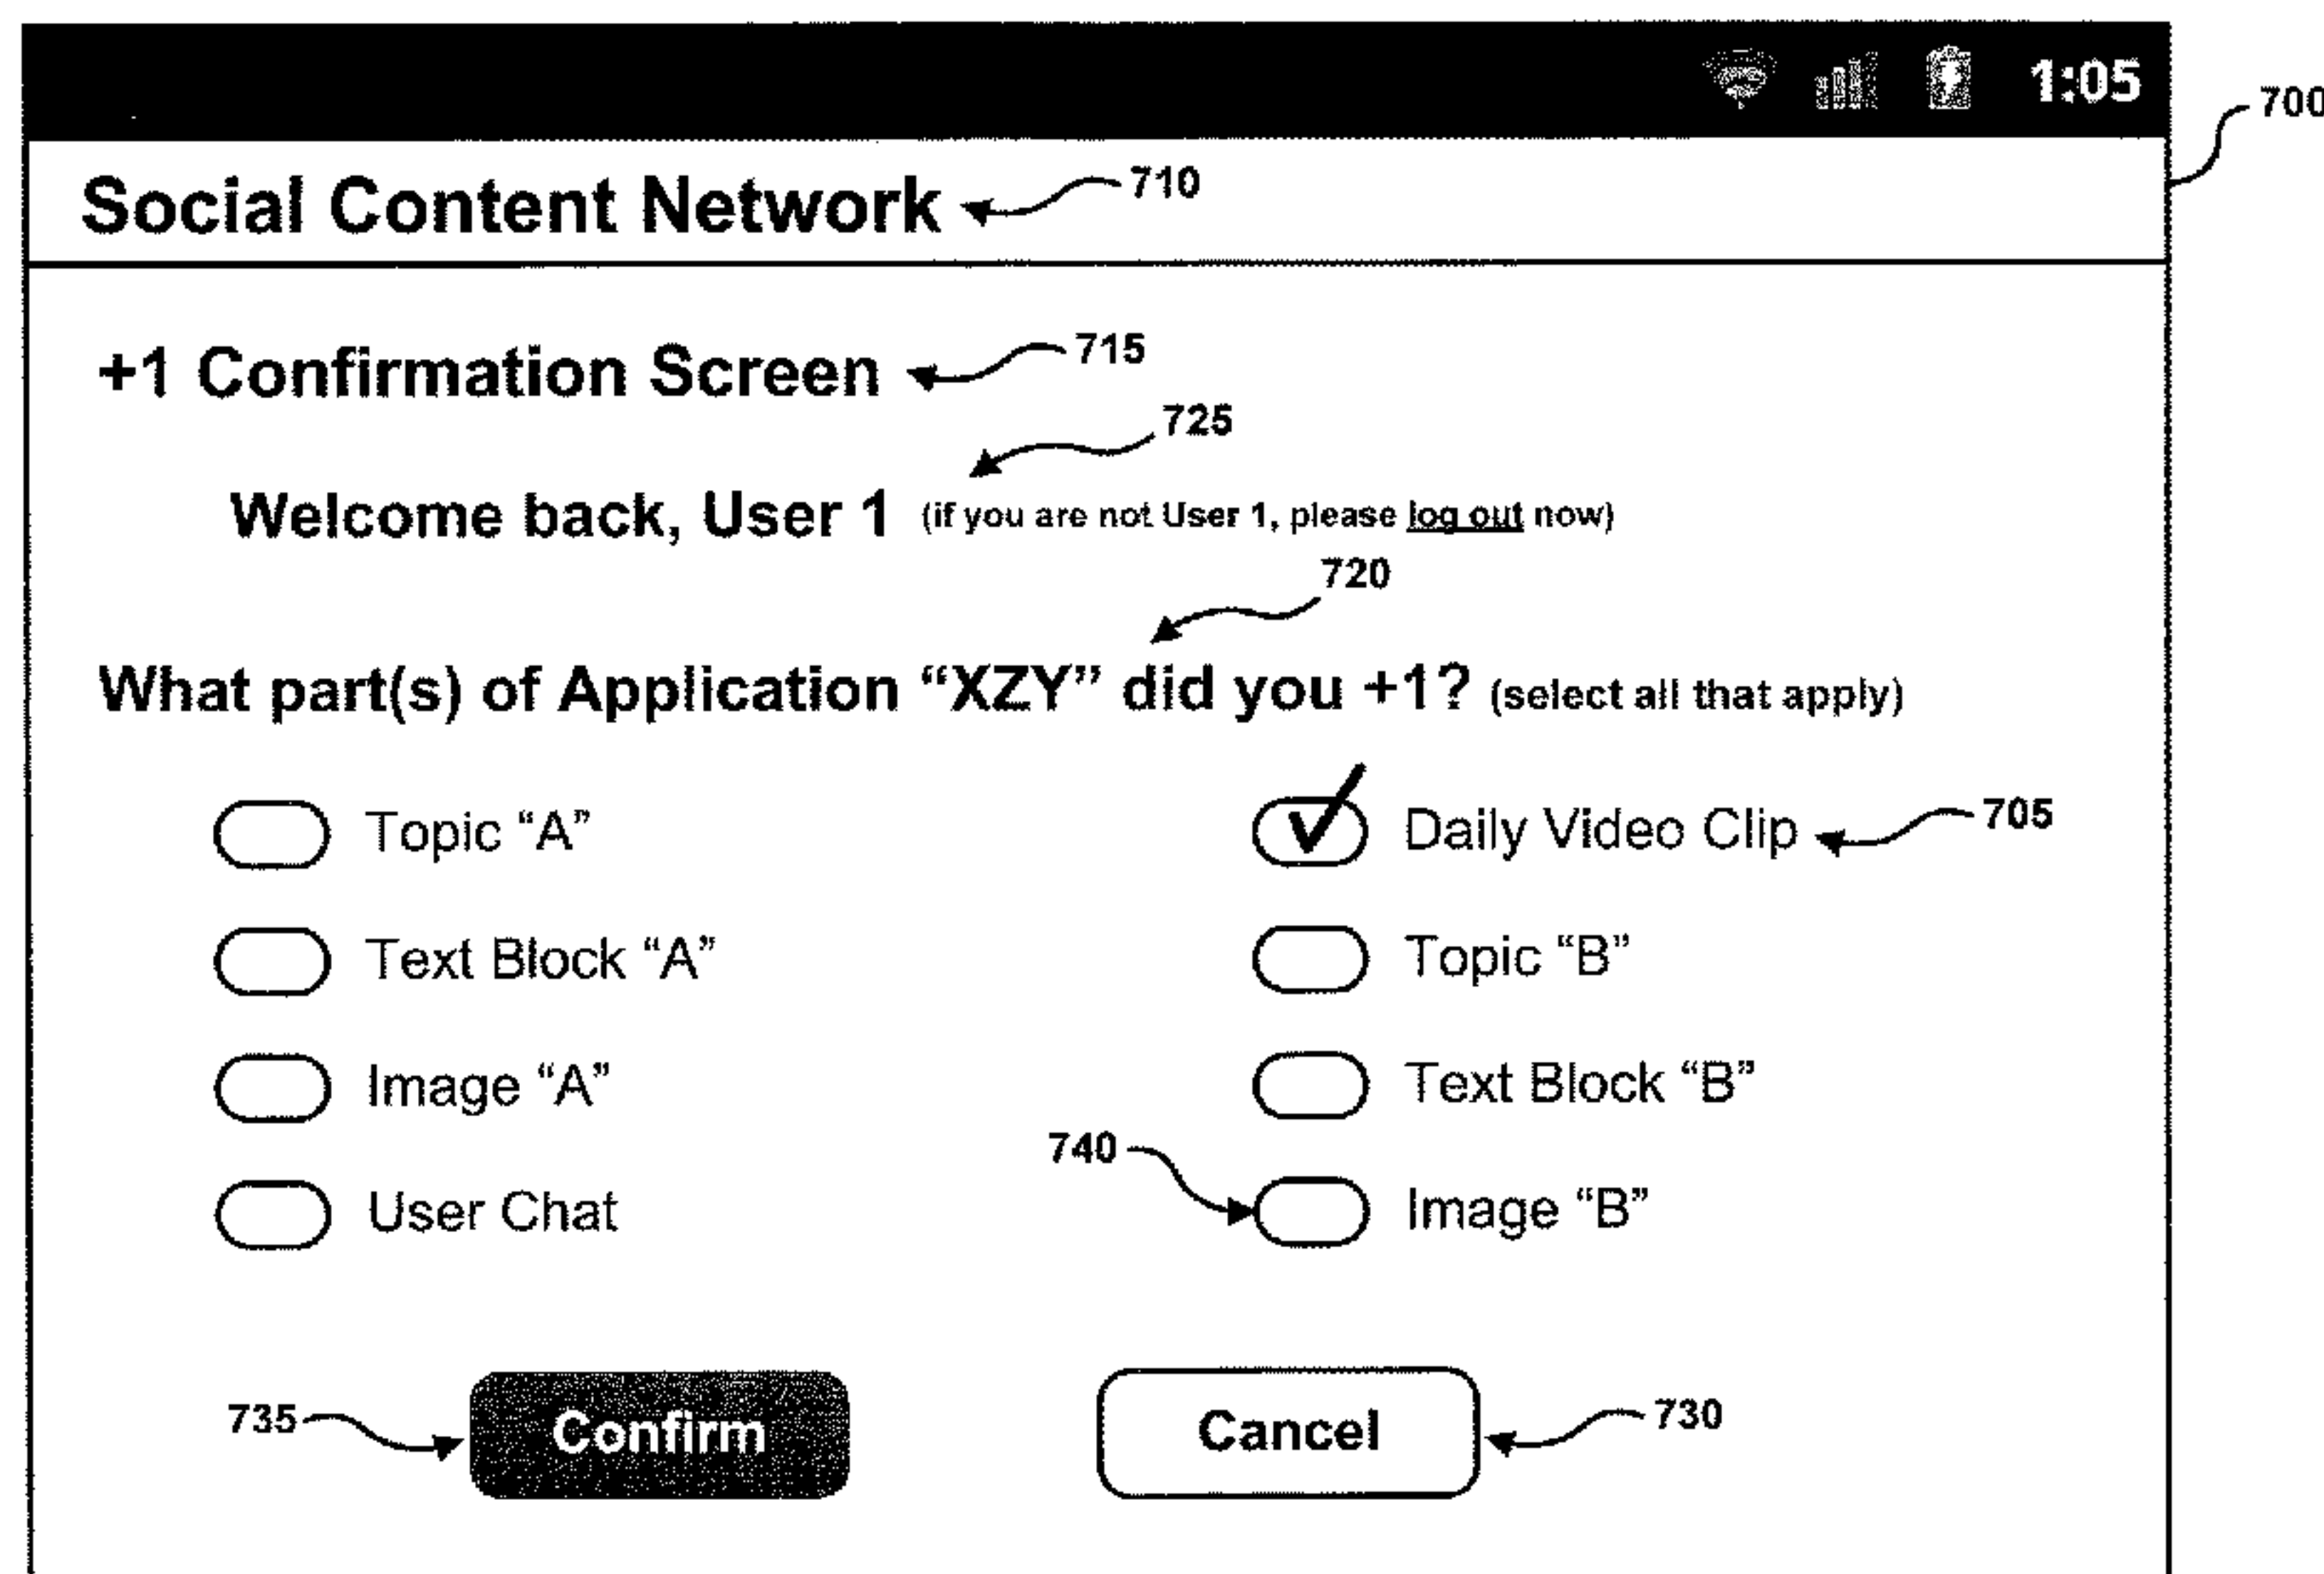 1:05
700
Social Content Network 710
+1 Confirmation Screen 715
725
Welcome back, User 1 (if you are not User 1, please log out now)
720
What part(s) of Application “XZY” did you +1? (select all that apply)
Topic “A” Daily Video Clip 705
Text Block “A” Topic “B”
Image “A” Text Block “B”
740
User Chat Image “B”
735 Confirm Cancel 730